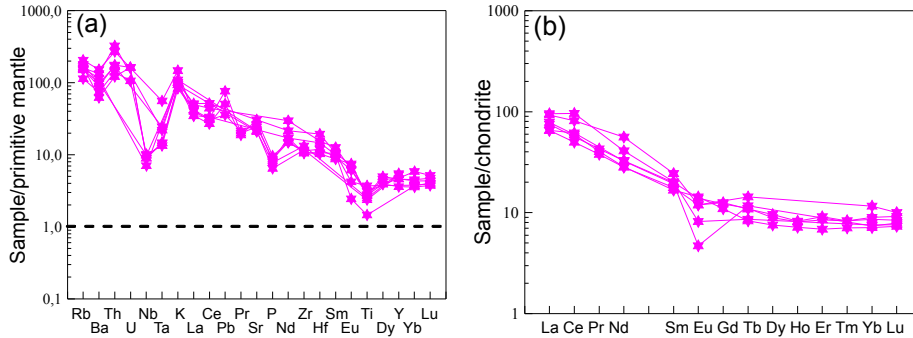 (a)
Sample/primitive mantle
1000,0
100,0
10,0
1,0
0,1
Rb Th Nb K Ce Pr P Zr Sm Ti Y Lu
Ba U Ta La Pb Sr Nd Hf Eu Dy Yb
(b)
Sample/chondrite
1000
100
10
1
La Ce Pr Nd Sm Eu Gd Tb Dy Ho Er Tm Yb Lu